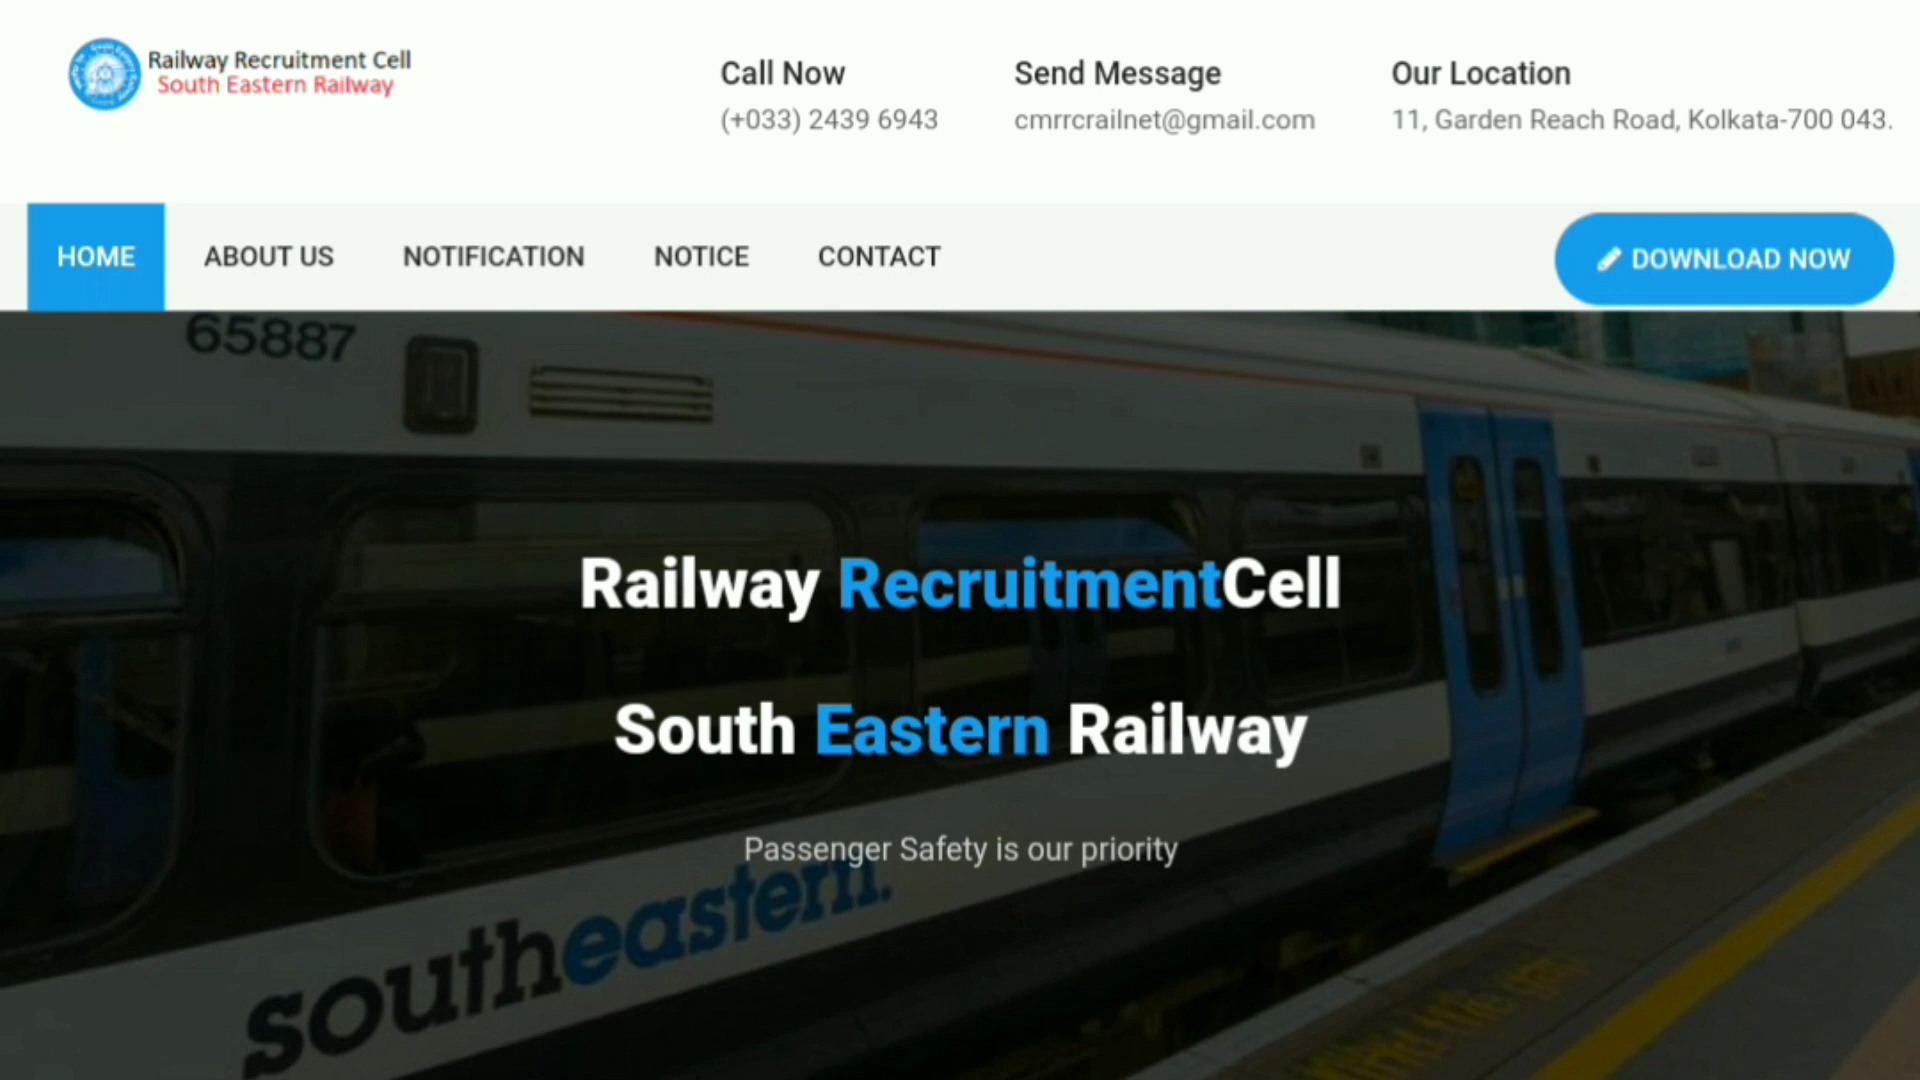 Railway Recruitment Cell
South Eastern Railway
Call Now
(+033) 2439 6943
Send Message
cmrrcrailnet@gmail.com
Our Location
11, Garden Reach Road, Kolkata-700 043.
HOME
ABOUT US
NOTIFICATION
NOTICE
CONTACT
DOWNLOAD NOW
65887
Railway RecruitmentCell
South Eastern Railway
Passenger Safety is our priority
southeastern.